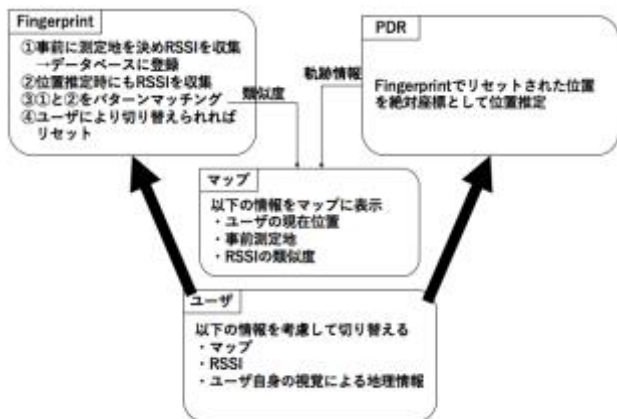 Fingerprint
①事前に測定地を決めRSSIを収集
→データベースに登録
②位置推定時にもRSSIを収集
③①と②をパターンマッチング
④ユーザにより切り替えられれば
リセット
類似度
軌跡情報
PDR
Fingerprintでリセットされた位置
を絶対座標として位置推定
マップ
以下の情報をマップに表示
・ユーザの現在位置
・事前測定地
・RSSIの類似度
ユーザ
以下の情報を考慮して切り替える
・マップ
・RSSI
・ユーザ自身の視覚による地理情報